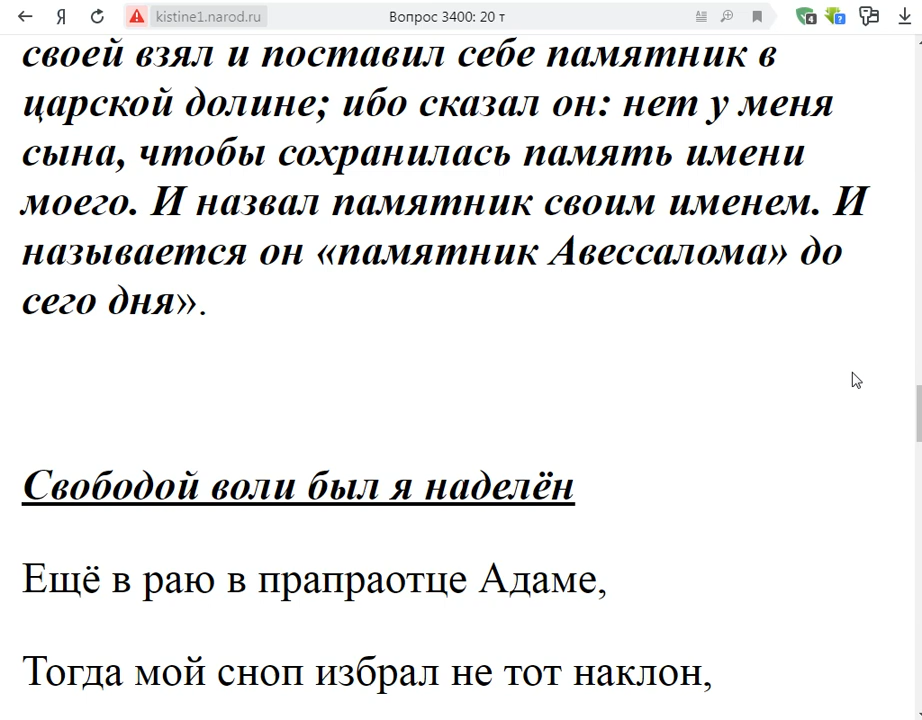 kistine1.narod.ru
Вопрос 3400: 20 т
своей взял и поставил себе памятник в
царской долине; ибо сказал он: нет у меня
сына, чтобы сохранилась память имени
моего. И назвал памятник своим именем. И
называется он «памятник Авессалома» до
сего дня».
Свободой воли был я наделён
Ещё в раю в прапраотце Адаме,
Тогда мой сноп избрал не тот наклон,